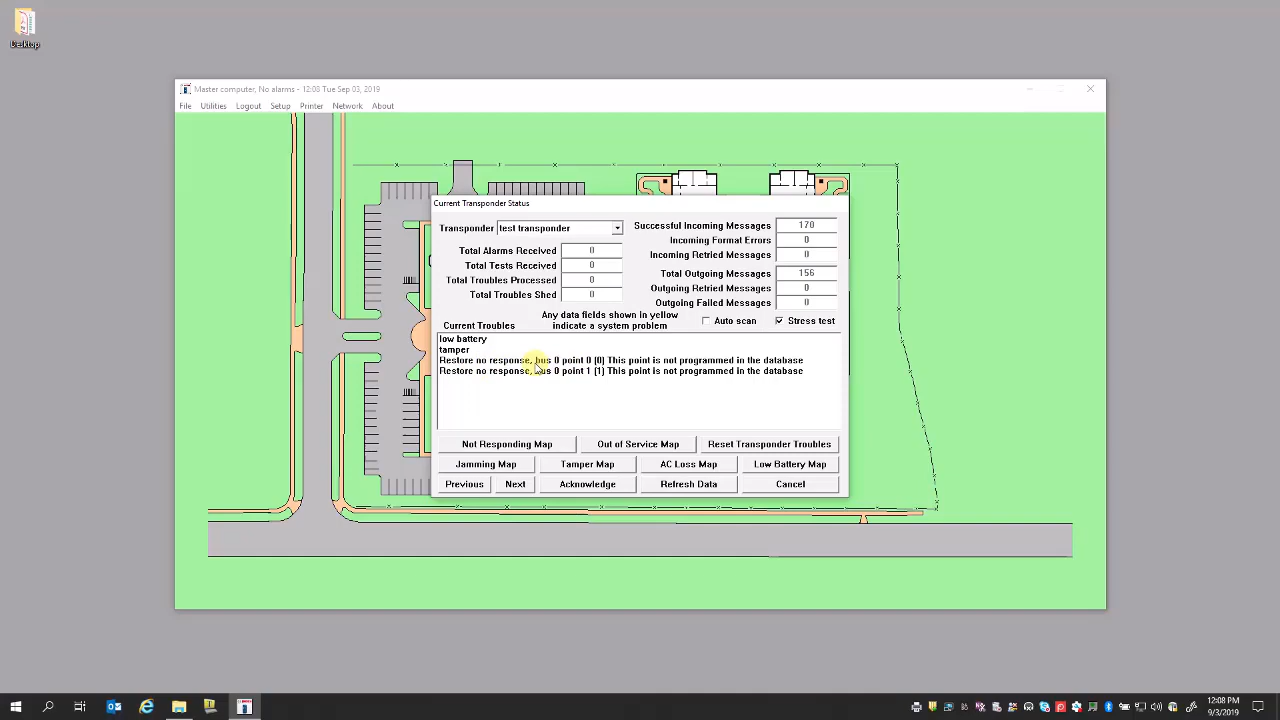 Desktop
Master computer, No alarms - 12:08 Tue Sep 03, 2019
File Utilities Logout Setup Printer Network About
Current Transponder Status
Transponder test transponder
Successful Incoming Messages 170
Incoming Format Errors 0
Incoming Retried Messages 0
Total Alarms Received 0
Total Tests Received 0
Total Troubles Processed 0
Total Troubles Shed 0
Total Outgoing Messages 156
Outgoing Retried Messages 0
Outgoing Failed Messages 0
Any data fields shown in yellow
indicate a system problem
Auto scan Stress test
Current Troubles
low battery
tamper
Restore no response, bus 0 point 0 [0] This point is not programmed in the database
Restore no response, bus 0 point 1 [1] This point is not programmed in the database
Not Responding Map Out of Service Map Reset Transponder Troubles
Jamming Map Tamper Map AC Loss Map Low Battery Map
Previous Next Acknowledge Refresh Data Cancel
12:08 PM
9/3/2019